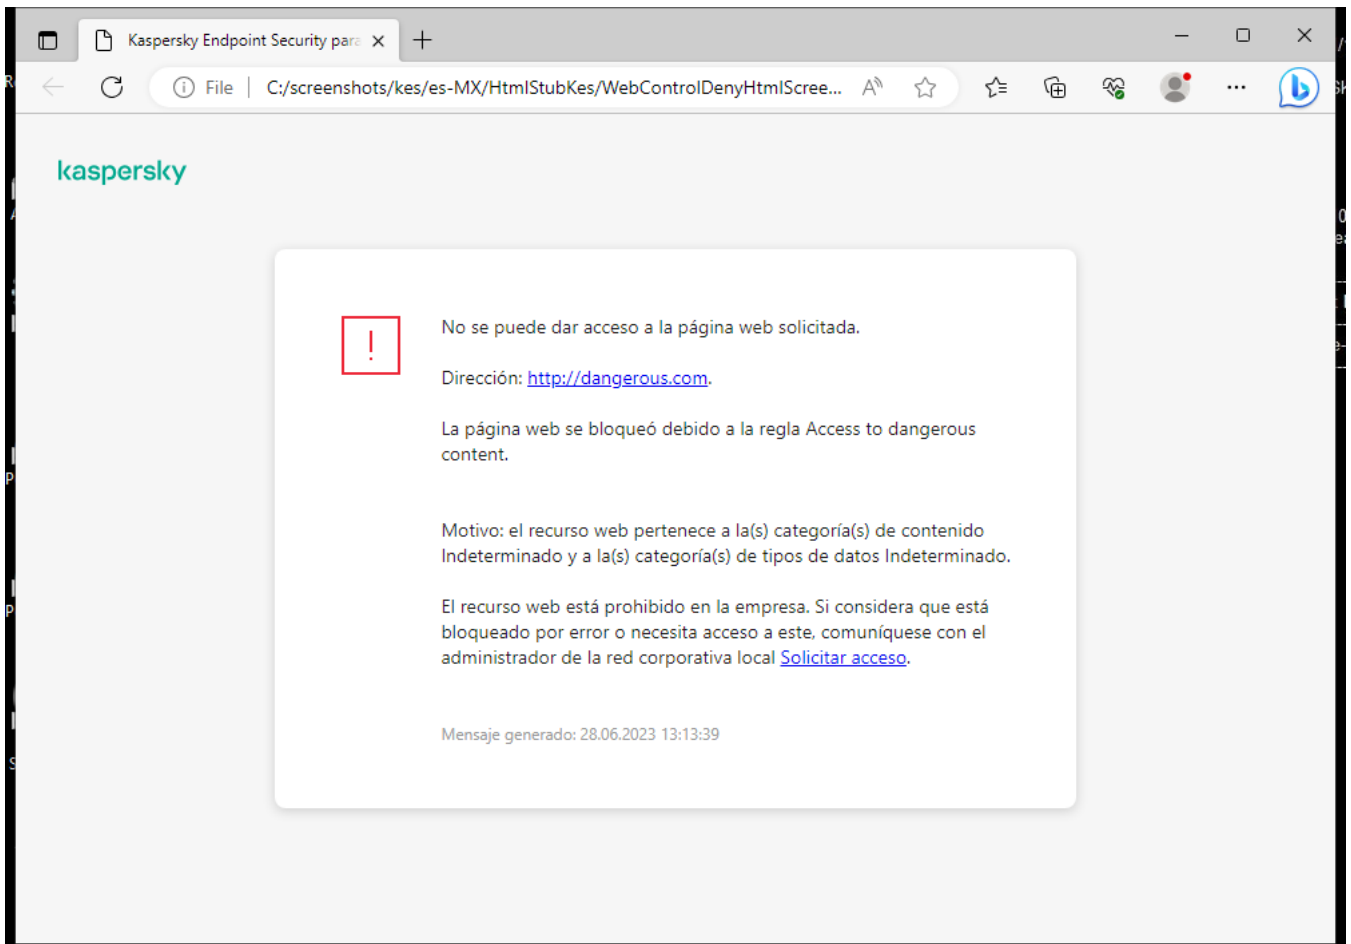 Kaspersky Endpoint Security para
File | C:/screenshots/kes/es-MX/HtmlStubKes/WebControlDenyHtmlScree...
kaspersky
No se puede dar acceso a la página web solicitada.
Dirección: http://dangerous.com.
La página web se bloqueó debido a la regla Access to dangerous
content.
Motivo: el recurso web pertenece a la(s) categoría(s) de contenido
Indeterminado y a la(s) categoría(s) de tipos de datos Indeterminado.
El recurso web está prohibido en la empresa. Si considera que está
bloqueado por error o necesita acceso a este, comuníquese con el
administrador de la red corporativa local Solicitar acceso.
Mensaje generado: 28.06.2023 13:13:39